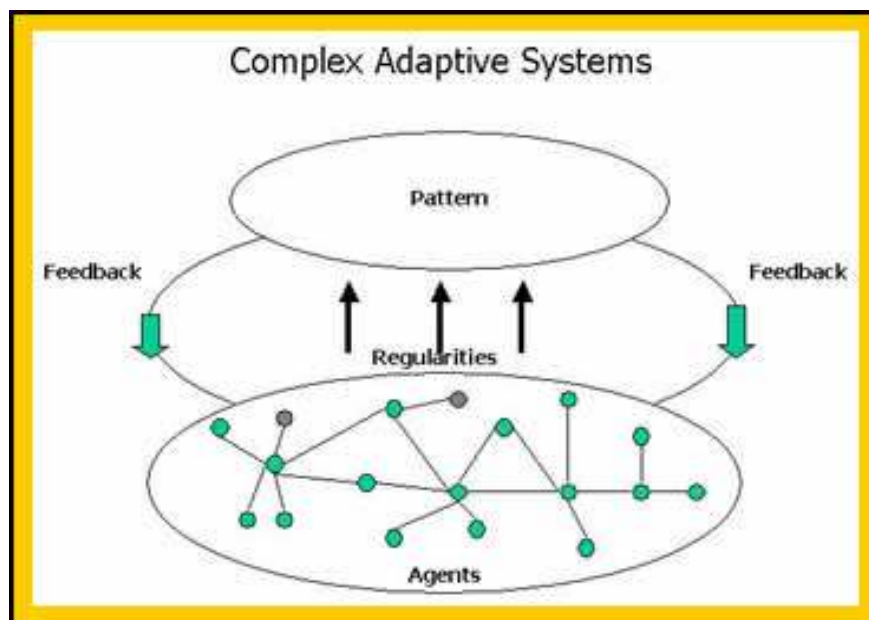 Complex Adaptive Systems
Pattern
Feedback
Feedback
Regularities
Agents